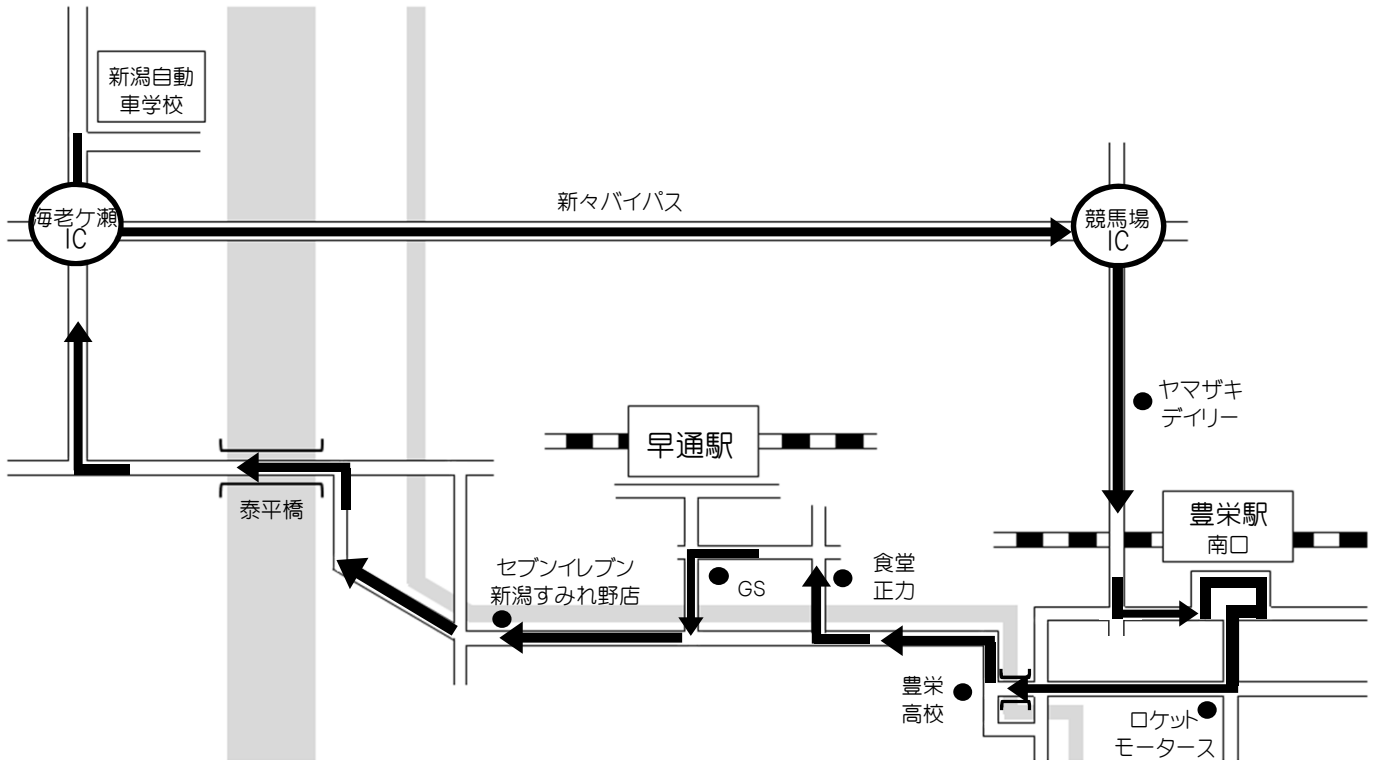 新潟自動
車学校
海老ケ瀬
IC
新々バイパス
競馬場
IC
ヤマザキ
デイリー
早通駅
豊栄駅
南口
泰平橋
セブンイレブン
新潟すみれ野店
GS
食堂
正力
豊栄
高校
ロケット
モータース